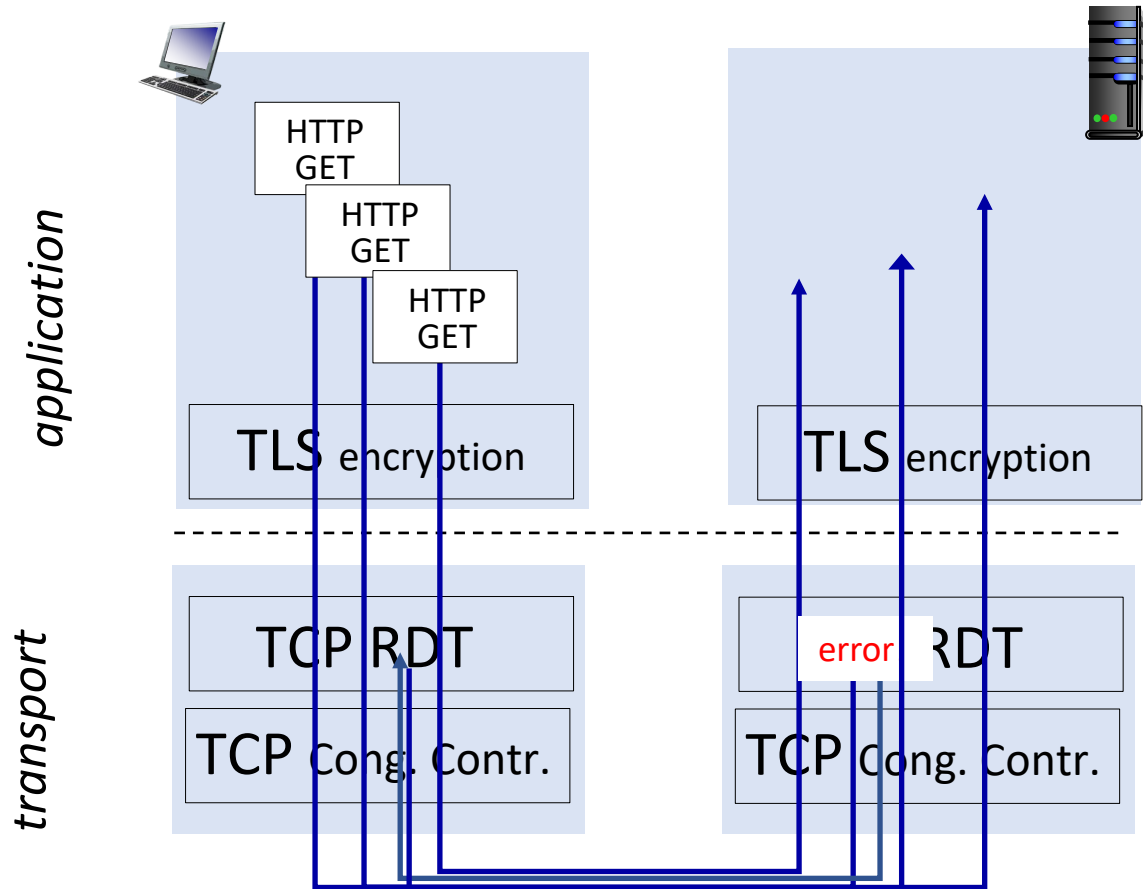 application
HTTP
GET
HTTP
GET
HTTP
GET
TLS encryption
TLS encryption
transport
TCP RDT
error RDT
TCP Cong. Contr.
TCP Cong. Contr.